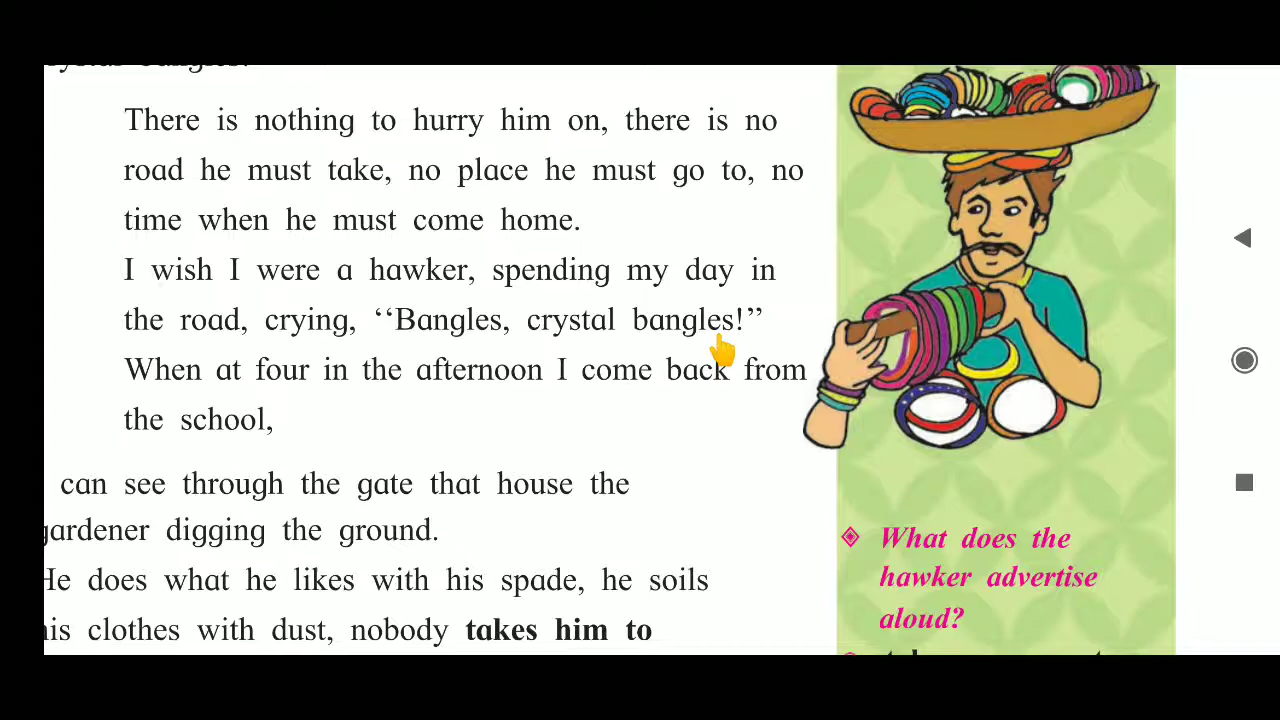 There is nothing to hurry him on, there is no
road he must take, no place he must go to, no
time when he must come home.
I wish I were a hawker, spending my day in
the road, crying, ‘‘Bangles, crystal bangles!’’
When at four in the afternoon I come back from
the school,
can see through the gate that house the
gardener digging the ground.
He does what he likes with his spade, he soils
his clothes with dust, nobody takes him to
What does the
hawker advertise
aloud?